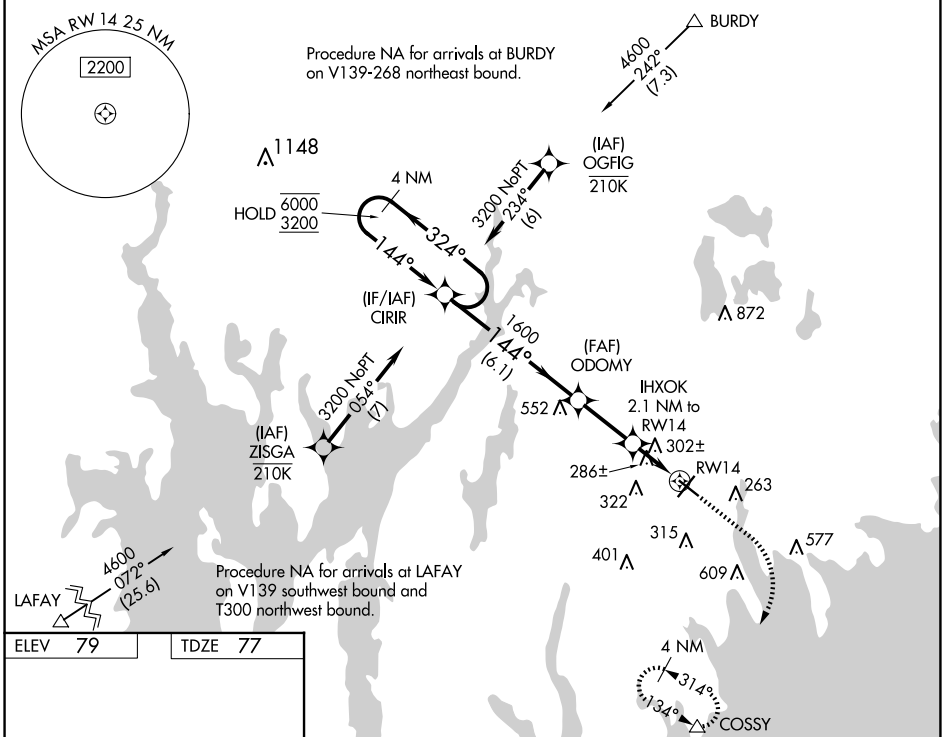 MSA RW 14 25 NM
2200
Procedure NA for arrivals at BURDY
on V139-268 northeast bound.
BURDY
4600
242°
(7.3)
1148
(IAF)
OGFIG
210K
4 NM
HOLD 6000
3200
3200 NoPT
234°
(6)
324°
144°
(IF/IAF)
CIRIR
872
1600
144°
(6.1)
(FAF)
ODOMY
3200 NoPT
054°
(7)
IHXOK
2.1 NM to
RW14
552
(IAF)
ZISGA
210K
302±
286±
RW14
322
263
315
577
401
609
4600
072°
(25.6)
LAFAY
Procedure NA for arrivals at LAFAY
on V139 southwest bound and
T300 northwest bound.
ELEV 79
TDZE 77
4 NM
314°
134°
COSSY